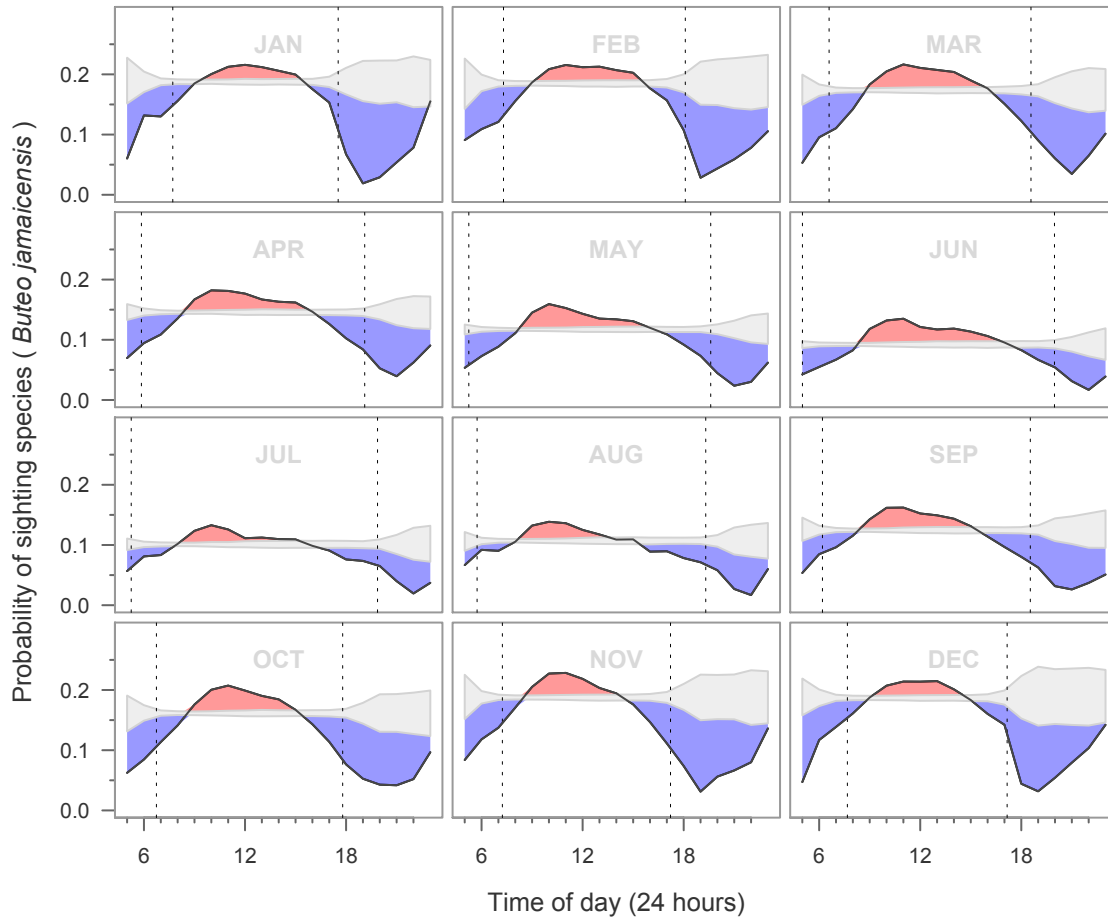 Probability of sighting species ( Buteo jamaicensis )
JAN
FEB
MAR
0.2
0.1
0.0
APR
MAY
JUN
0.2
0.1
0.0
JUL
AUG
SEP
0.2
0.1
0.0
OCT
NOV
DEC
0.2
0.1
0.0
6 12 18 6 12 18 6 12 18
Time of day (24 hours)